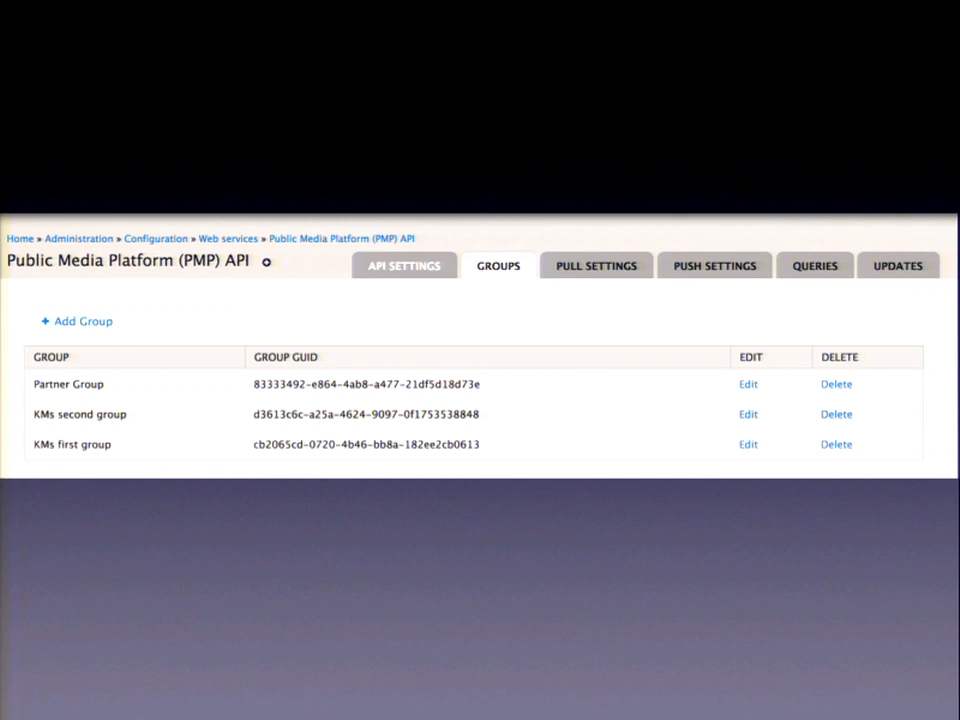 Home » Administration » Configuration » Web services » Public Media Platform (PMP) API
Public Media Platform (PMP) API
API SETTINGS GROUPS PULL SETTINGS PUSH SETTINGS QUERIES UPDATES
+ Add Group
GROUP GROUP GUID EDIT DELETE
Partner Group 83333492-e864-4ab8-a477-21df5d18d73e Edit Delete
KMs second group d3613c6c-a25a-4624-9097-0f1753538848 Edit Delete
KMs first group cb2065cd-0720-4b46-bb8a-182ee2cb0613 Edit Delete